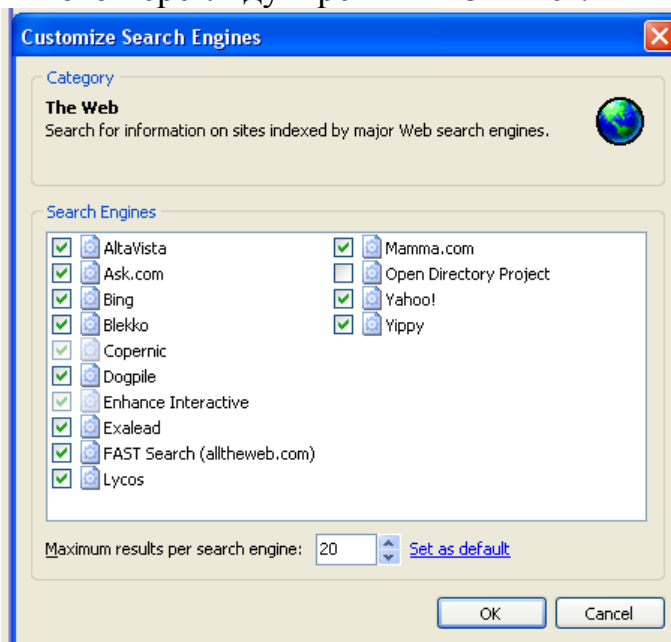 Customize Search Engines
Category
The Web
Search for information on sites indexed by major Web search engines.
Search Engines
AltaVista
Ask.com
Bing
Blekko
Copernic
Dogpile
Enhance Interactive
Exalead
FAST Search (alltheweb.com)
Lycos
Mamma.com
Open Directory Project
Yahoo!
Yippy
Maximum results per search engine: 20 Set as default
OK Cancel